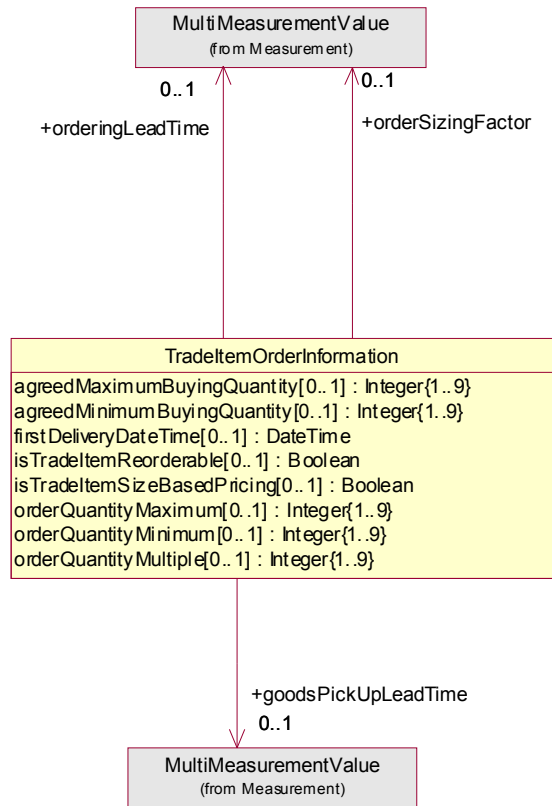 MultiMeasurementValue
(from Measurement)
0..1
0..1
+orderingLeadTime
+orderSizingFactor
TradeItemOrderInformation
agreedMaximumBuyingQuantity[0..1] : Integer{1..9}
agreedMinimumBuyingQuantity[0..1] : Integer{1..9}
firstDeliveryDateTime[0..1] : DateTime
isTradeItemReorderable[0..1] : Boolean
isTradeItemSizeBasedPricing[0..1] : Boolean
orderQuantityMaximum[0..1] : Integer{1..9}
orderQuantityMinimum[0..1] : Integer{1..9}
orderQuantityMultiple[0..1] : Integer{1..9}
+goodsPickUpLeadTime
0..1
MultiMeasurementValue
(from Measurement)